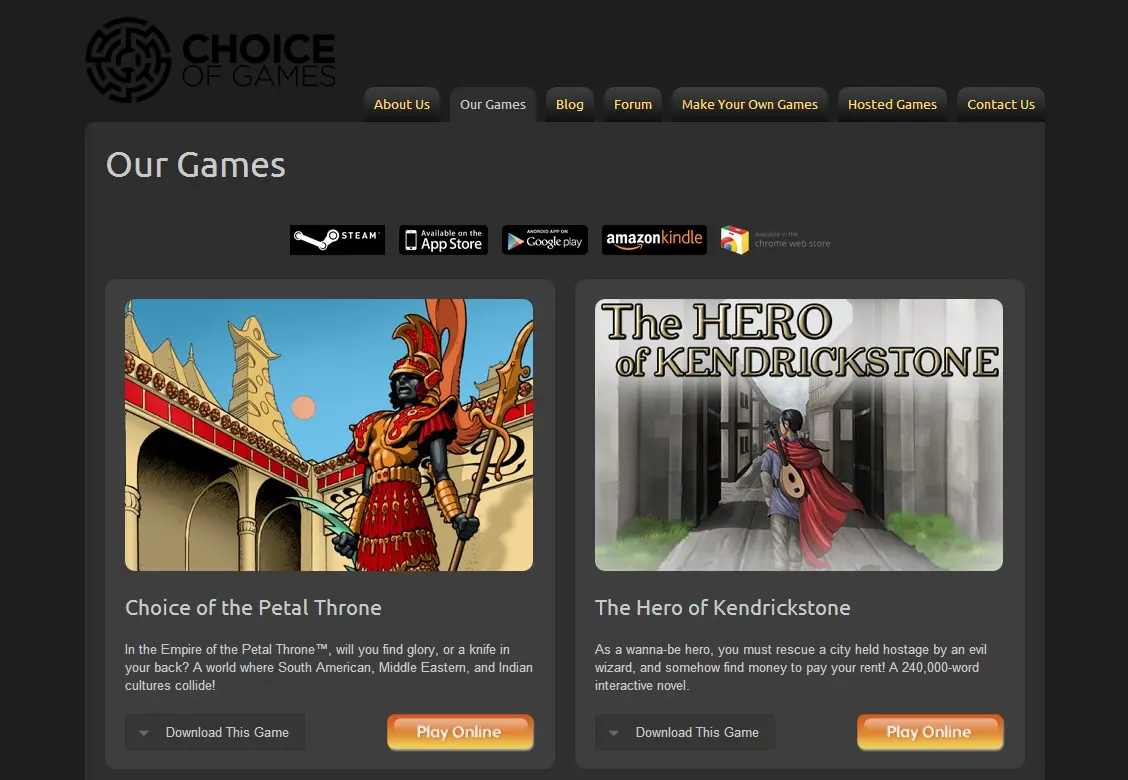 CHOICE
OF GAMES
About Us
Our Games
Blog
Forum
Make Your Own Games
Hosted Games
Contact Us
Our Games
STEAM™
Available on the
App Store
ANDROID APP ON
Google play
amazonkindle
available in the
chrome web store
The HERO
of KENDRICKSTONE
Choice of the Petal Throne
In the Empire of the Petal Throne™, will you find glory, or a knife in
your back? A world where South American, Middle Eastern, and Indian
cultures collide!
Download This Game
Play Online
The Hero of Kendrickstone
As a wanna-be hero, you must rescue a city held hostage by an evil
wizard, and somehow find money to pay your rent! A 240,000-word
interactive novel.
Download This Game
Play Online